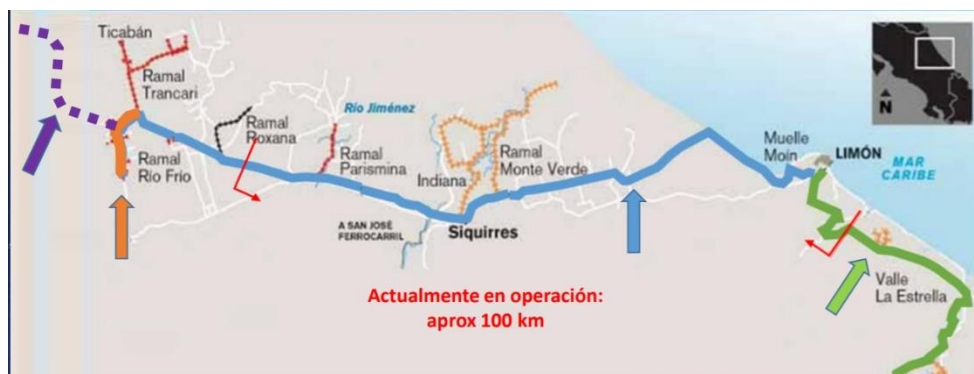 Ticabán
Ramal
Trancari
Río Jiménez
Ramal
Roxana
Ramal
Río Frío
Ramal
Parismina
Indiana
Ramal
Monte Verde
A SAN JOSÉ
FERROCARRIL
Siquirres
Muelle
Moín
LIMÓN
MAR
CARIBE
N
Valle
La Estrella
Actualmente en operación:
aprox 100 km